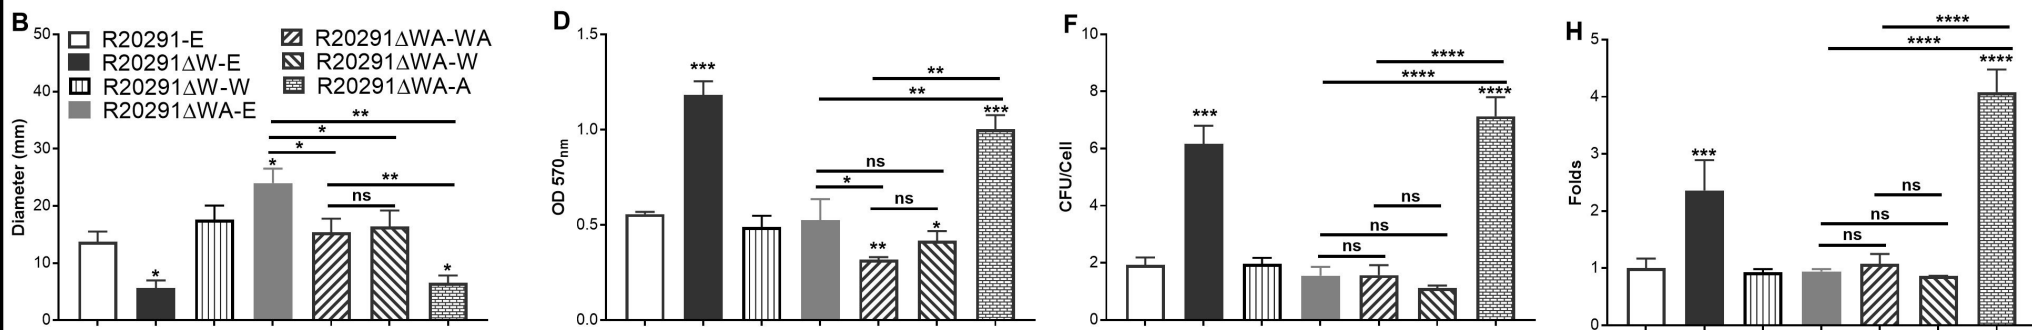 B
Diameter (mm)
50
40
30
20
10
0
R20291-E
R20291ΔW-E
R20291ΔW-W
R20291ΔWA-E
R20291ΔWA-WA
R20291ΔWA-W
R20291ΔWA-A
**
*
*
*
**
ns
*
*
D
OD 570nm
1.5
1.0
0.5
0.0
***
**
**
***
ns
*
ns
**
*
F
CFU/Cell
10
8
6
4
2
0
***
****
****
****
ns
ns
ns
H
Folds
5
4
3
2
1
0
****
****
****
***
ns
ns
ns